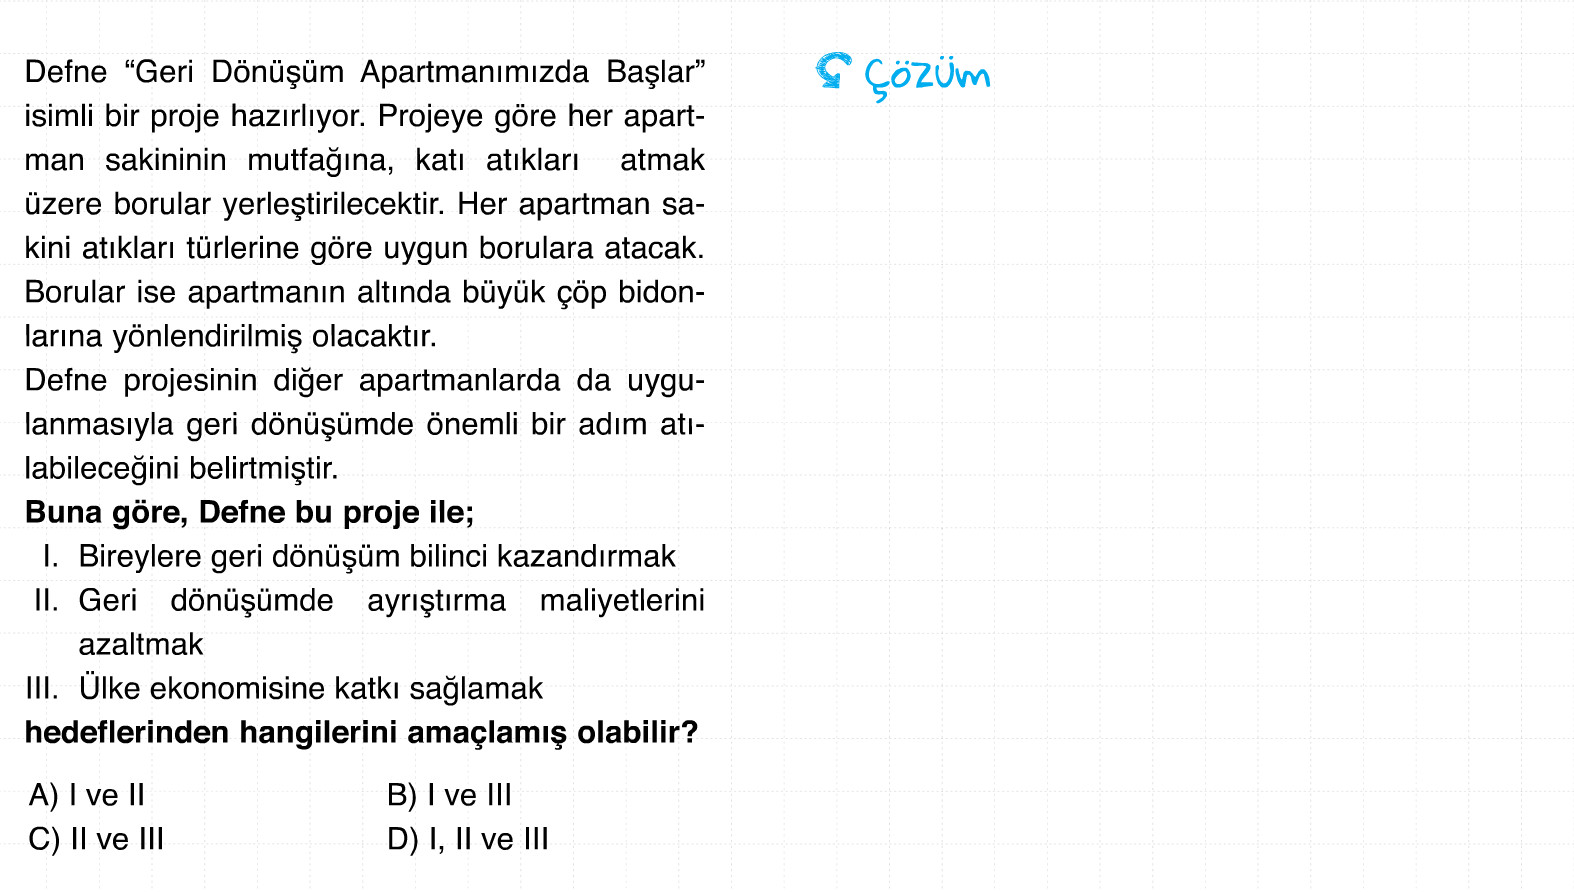 Defne “Geri Dönüşüm Apartmanımızda Başlar”
isimli bir proje hazırlıyor. Projeye göre her apart-
man sakininin mutfağına, katı atıkları atmak
üzere borular yerleştirilecektir. Her apartman sa-
kini atıkları türlerine göre uygun borulara atacak.
Borular ise apartmanın altında büyük çöp bidon-
larına yönlendirilmiş olacaktır.
Defne projesinin diğer apartmanlarda da uygu-
lanmasıyla geri dönüşümde önemli bir adım atı-
labileceğini belirtmiştir.
Buna göre, Defne bu proje ile;
I. Bireylere geri dönüşüm bilinci kazandırmak
II. Geri dönüşümde ayrıştırma maliyetlerini
azaltmak
III. Ülke ekonomisine katkı sağlamak
hedeflerinden hangilerini amaçlamış olabilir?
A) I ve II B) I ve III
C) II ve III D) I, II ve III
Çözüm